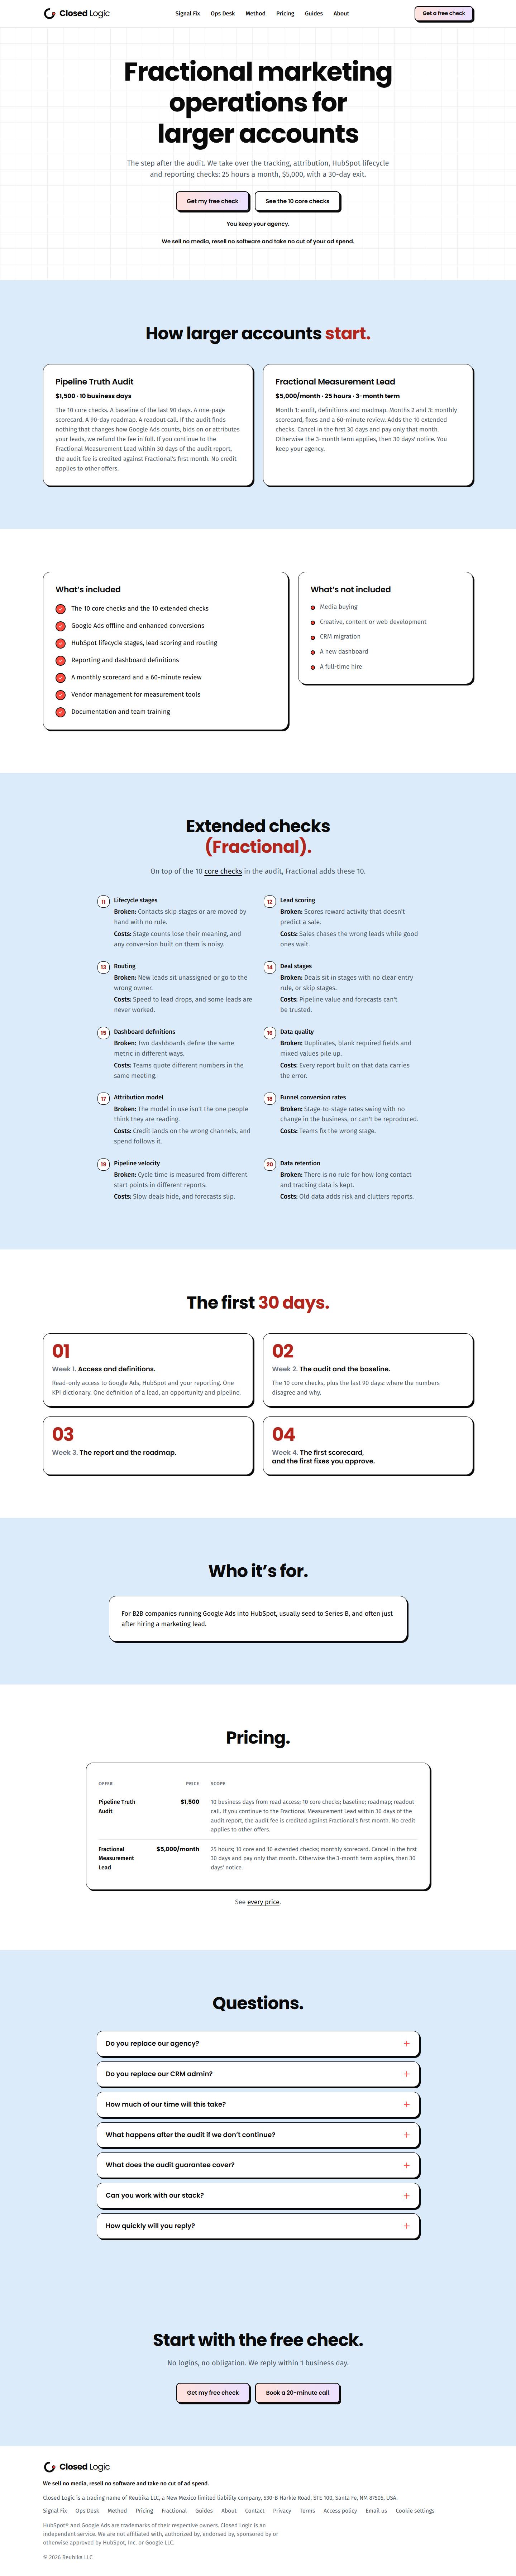 Closed Logic
Signal Fix Ops Desk Method Pricing Guides About
Get a free check
Fractional marketing
operations for
larger accounts
The step after the audit. We take over the tracking, attribution, HubSpot lifecycle
and reporting checks: 25 hours a month, $5,000, with a 30-day exit.
Get my free check
See the 10 core checks
You keep your agency.
We sell no media, resell no software and take no cut of your ad spend.
How larger accounts start.
Pipeline Truth Audit
$1,500 · 10 business days
The 10 core checks. A baseline of the last 90 days. A one-page
scorecard. A 90-day roadmap. A readout call. If the audit finds
nothing that changes how Google Ads counts, bids on or attributes
your leads, we refund the fee in full. If you continue to the
Fractional Measurement Lead within 30 days of the audit report,
the audit fee is credited against Fractional's first month. No credit
applies to other offers.
Fractional Measurement Lead
$5,000/month · 25 hours · 3-month term
Month 1: audit, definitions and roadmap. Months 2 and 3: monthly
scorecard, fixes and a 60-minute review. Adds the 10 extended
checks. Cancel in the first 30 days and pay only that month.
Otherwise the 3-month term applies, then 30 days' notice. You
keep your agency.
What's included
The 10 core checks and the 10 extended checks
Google Ads offline and enhanced conversions
HubSpot lifecycle stages, lead scoring and routing
Reporting and dashboard definitions
A monthly scorecard and a 60-minute review
Vendor management for measurement tools
Documentation and team training
What's not included
Media buying
Creative, content or web development
CRM migration
A new dashboard
A full-time hire
Extended checks
(Fractional).
On top of the 10 core checks in the audit, Fractional adds these 10.
11 Lifecycle stages
Broken: Contacts skip stages or are moved by
hand with no rule.
Costs: Stage counts lose their meaning, and
any conversion built on them is noisy.
12 Lead scoring
Broken: Scores reward activity that doesn't
predict a sale.
Costs: Sales chases the wrong leads while good
ones wait.
13 Routing
Broken: New leads sit unassigned or go to the
wrong owner.
Costs: Speed to lead drops, and some leads are
never worked.
14 Deal stages
Broken: Deals sit in stages with no clear entry
rule, or skip stages.
Costs: Pipeline value and forecasts can't
be trusted.
15 Dashboard definitions
Broken: Two dashboards define the same
metric in different ways.
Costs: Teams quote different numbers in the
same meeting.
16 Data quality
Broken: Duplicates, blank required fields and
mixed values pile up.
Costs: Every report built on that data carries
the error.
17 Attribution model
Broken: The model in use isn't the one people
think they are reading.
Costs: Credit lands on the wrong channels, and
spend follows it.
18 Funnel conversion rates
Broken: Stage-to-stage rates swing with no
change in the business, or can't be reproduced.
Costs: Teams fix the wrong stage.
19 Pipeline velocity
Broken: Cycle time is measured from different
start points in different reports.
Costs: Slow deals hide, and forecasts slip.
20 Data retention
Broken: There is no rule for how long contact
and tracking data is kept.
Costs: Old data adds risk and clutters reports.
The first 30 days.
01
Week 1. Access and definitions.
Read-only access to Google Ads, HubSpot and your reporting. One
KPI dictionary. One definition of a lead, an opportunity and pipeline.
02
Week 2. The audit and the baseline.
The 10 core checks, plus the last 90 days: where the numbers
disagree and why.
03
Week 3. The report and the roadmap.
04
Week 4. The first scorecard,
and the first fixes you approve.
Who it's for.
For B2B companies running Google Ads into HubSpot, usually seed to Series B, and often just
after hiring a marketing lead.
Pricing.
OFFER PRICE SCOPE
Pipeline Truth
Audit
$1,500
10 business days from read access; 10 core checks; baseline; roadmap; readout
call. If you continue to the Fractional Measurement Lead within 30 days of the
audit report, the audit fee is credited against Fractional's first month. No credit
applies to other offers.
Fractional
Measurement
Lead
$5,000/month
25 hours; 10 core and 10 extended checks; monthly scorecard. Cancel in the first
30 days and pay only that month. Otherwise the 3-month term applies, then 30
days' notice.
See every price.
Questions.
Do you replace our agency?
Do you replace our CRM admin?
How much of our time will this take?
What happens after the audit if we don't continue?
What does the audit guarantee cover?
Can you work with our stack?
How quickly will you reply?
Start with the free check.
No logins, no obligation. We reply within 1 business day.
Get my free check
Book a 20-minute call
Closed Logic
We sell no media, resell no software and take no cut of ad spend.
Closed Logic is a trading name of Reubika LLC, a New Mexico limited liability company, 530-B Harkle Road, STE 100, Santa Fe, NM 87505, USA.
Signal Fix Ops Desk Method Pricing Fractional Guides About Contact Privacy Terms Access policy Email us Cookie settings
HubSpot® and Google Ads are trademarks of their respective owners. Closed Logic is an
independent service. We are not affiliated with, authorized by, endorsed by, sponsored by or
otherwise approved by HubSpot, Inc. or Google LLC.
© 2026 Reubika LLC